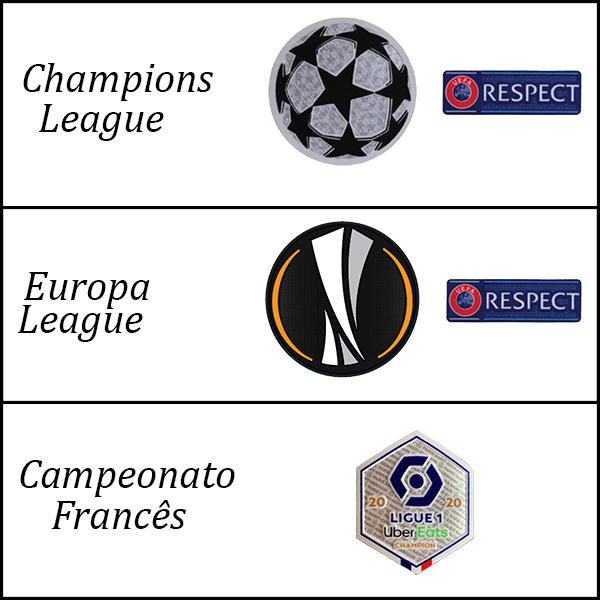 Champions
League
UEFA
RESPECT
Europa
League
UEFA
RESPECT
Campeonato
Francês
20 20
LIGUE 1
Uber Eats
CHAMPION